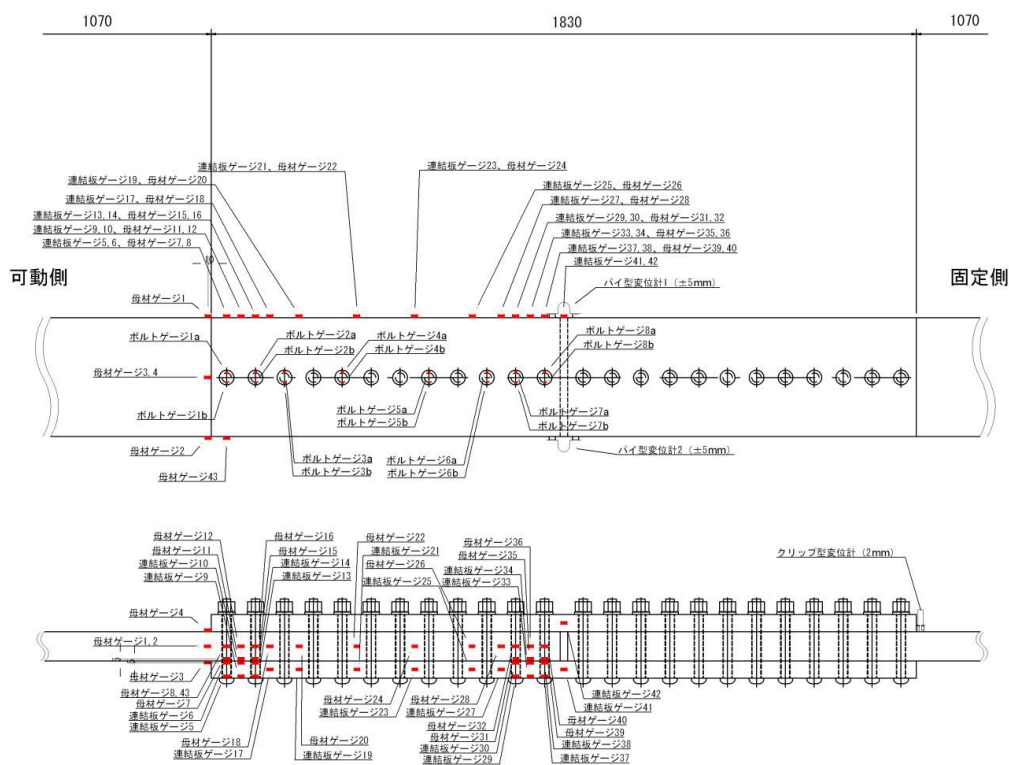 1070
1830
1070
連結板ゲージ21、母材ゲージ22
連結板ゲージ23、母材ゲージ24
連結板ゲージ19、母材ゲージ20
連結板ゲージ25、母材ゲージ26
連結板ゲージ17、母材ゲージ18
連結板ゲージ27、母材ゲージ28
連結板ゲージ13,14、母材ゲージ15,16
連結板ゲージ29,30、母材ゲージ31,32
連結板ゲージ9,10、母材ゲージ11,12
連結板ゲージ33,34、母材ゲージ35,36
連結板ゲージ5,6、母材ゲージ7,8
連結板ゲージ37,38、母材ゲージ39,40
連結板ゲージ41,42
10
可動側
固定側
パイ型変位計1（±5mm）
母材ゲージ1
ボルトゲージ1a
ボルトゲージ2a
ボルトゲージ2b
ボルトゲージ4a
ボルトゲージ4b
ボルトゲージ8a
ボルトゲージ8b
母材ゲージ3,4
ボルトゲージ1b
ボルトゲージ5a
ボルトゲージ5b
ボルトゲージ7a
ボルトゲージ7b
母材ゲージ2
ボルトゲージ3a
ボルトゲージ3b
ボルトゲージ6a
ボルトゲージ6b
パイ型変位計2（±5mm）
母材ゲージ43
母材ゲージ12
母材ゲージ11
連結板ゲージ10
連結板ゲージ9
母材ゲージ16
母材ゲージ15
連結板ゲージ14
連結板ゲージ13
母材ゲージ22
連結板ゲージ21
母材ゲージ26
連結板ゲージ25
母材ゲージ36
母材ゲージ35
連結板ゲージ34
連結板ゲージ33
クリップ型変位計（2mm）
母材ゲージ4
母材ゲージ1,2
母材ゲージ3
母材ゲージ8,43
母材ゲージ7
連結板ゲージ6
連結板ゲージ5
母材ゲージ18
連結板ゲージ17
母材ゲージ20
連結板ゲージ19
母材ゲージ24
連結板ゲージ23
母材ゲージ28
連結板ゲージ27
母材ゲージ32
母材ゲージ31
連結板ゲージ30
連結板ゲージ29
連結板ゲージ42
連結板ゲージ41
母材ゲージ40
母材ゲージ39
連結板ゲージ38
連結板ゲージ37